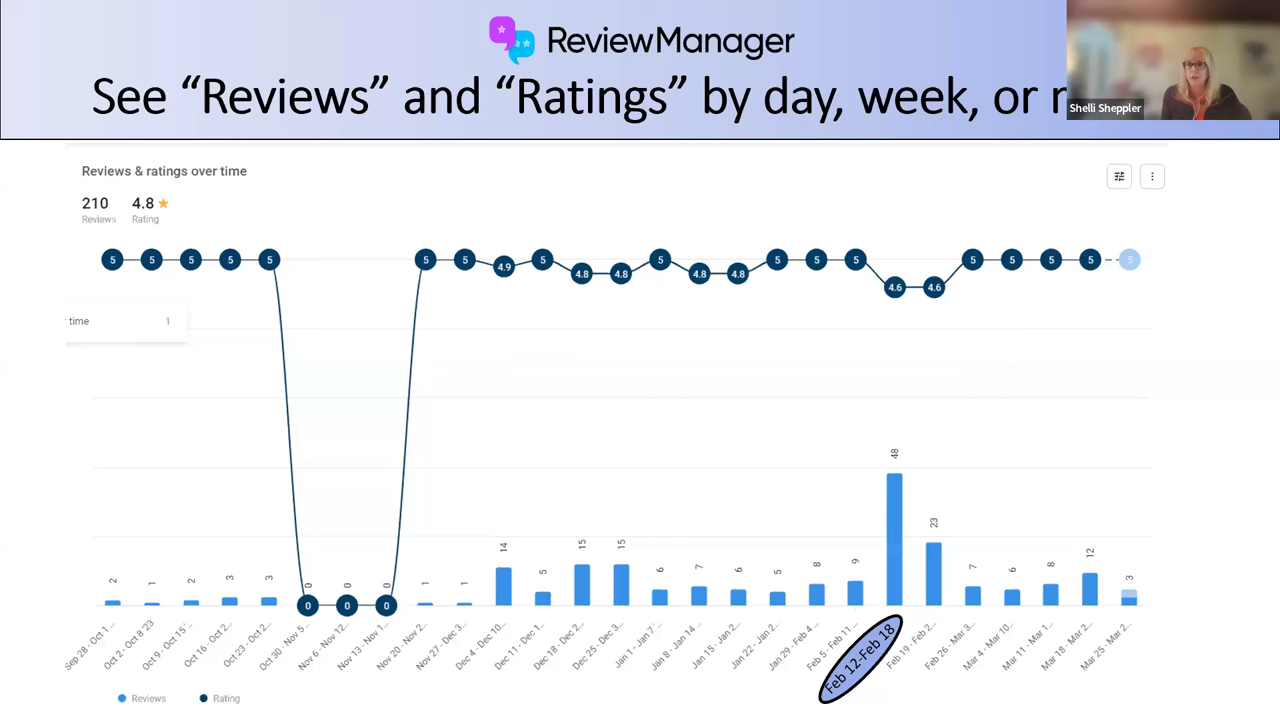 ReviewManager
See “Reviews” and “Ratings” by day, week, or
Shelli Sheppler
Reviews & ratings over time
210 4.8
Reviews Rating
5 5 5 5 5 5 5 4.9 5 4.8 4.8 5 4.8 4.8 5 5 5 4.6 4.6 5 5 5 5 5
time 1
2 1 2 3 3 0 0 0 1 1 14 5 15 15 6 7 6 5 8 9 48 23 7 6 8 12 3
0 0 0
Sep 28 - Oct 1...
Oct 2 - Oct 8 '23
Oct 9 - Oct 15...
Oct 16 - Oct 2...
Oct 23 - Oct 2...
Oct 30 - Nov 5...
Nov 6 - Nov 12...
Nov 13 - Nov 1...
Nov 20 - Nov 2...
Nov 27 - Dec 3...
Dec 4 - Dec 10...
Dec 11 - Dec 1...
Dec 18 - Dec 2...
Dec 25 - Dec 3...
Jan 1 - Jan 7...
Jan 8 - Jan 14...
Jan 15 - Jan 2...
Jan 22 - Jan 2...
Jan 29 - Feb 4...
Feb 5 - Feb 11...
Feb 12-Feb 18
Feb 19 - Feb 2...
Feb 26 - Mar 3...
Mar 4 - Mar 10...
Mar 11 - Mar 1...
Mar 18 - Mar 2...
Mar 25 - Mar 2...
Reviews Rating